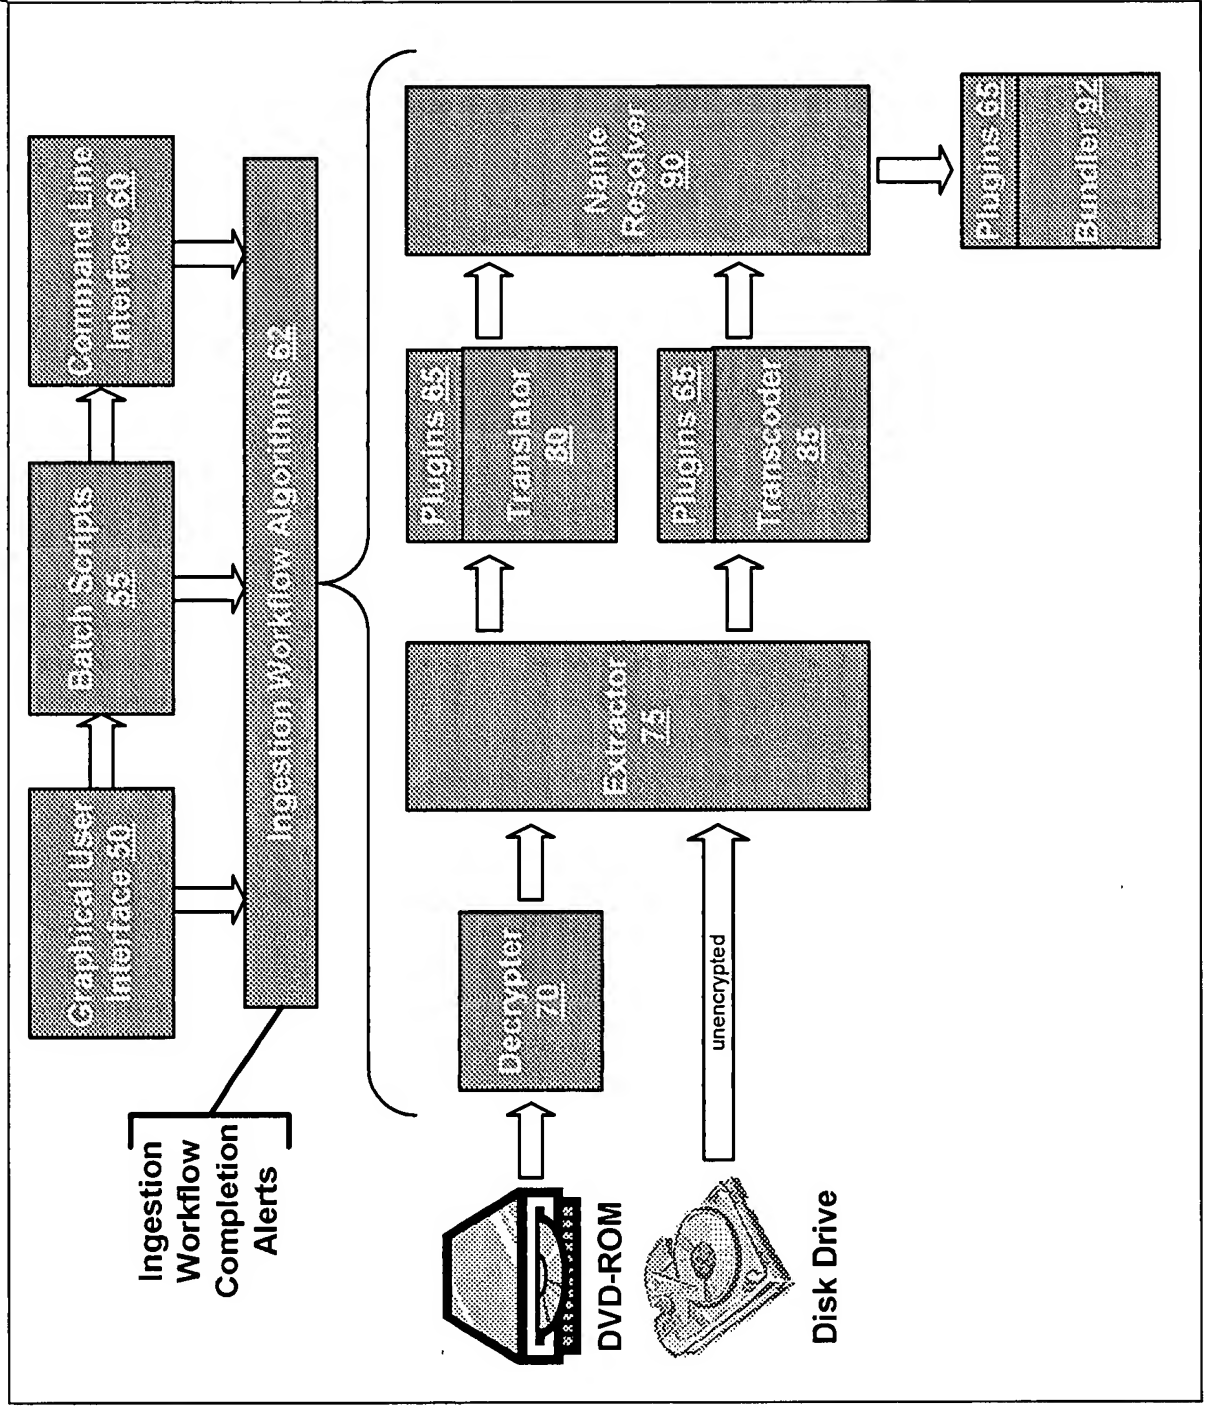 Graphical User
Interface 50
Batch Scripts
55
Command Line
Interface 60
Ingestion
Workflow
Completion
Alerts
Ingestion Workflow Algorithms 62
DVD-ROM
Decrypter
70
Disk Drive
unencrypted
Extractor
75
Plugins 65
Translator
80
Plugins 65
Transcoder
85
Name
Resolver
90
Plugins 65
Bundler 92